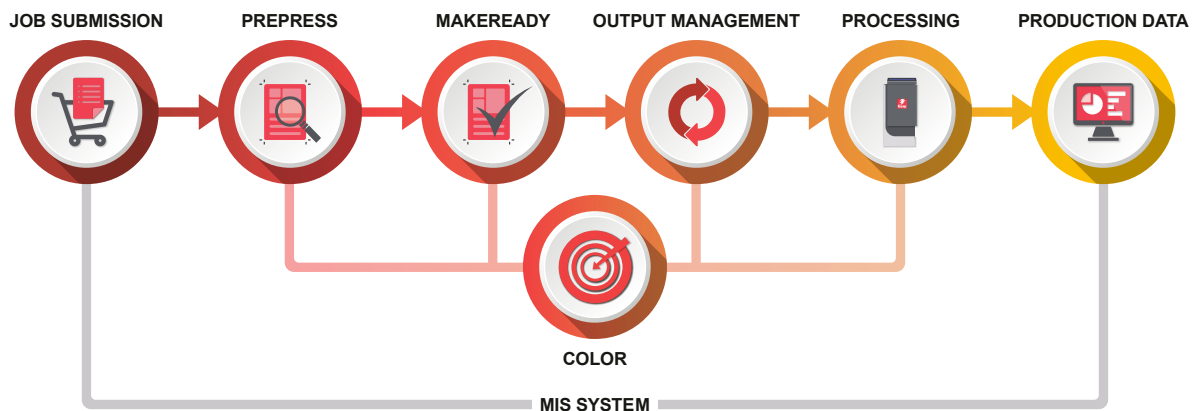 JOB SUBMISSION
PREPRESS
MAKEREADY
OUTPUT MANAGEMENT
PROCESSING
PRODUCTION DATA
COLOR
MIS SYSTEM